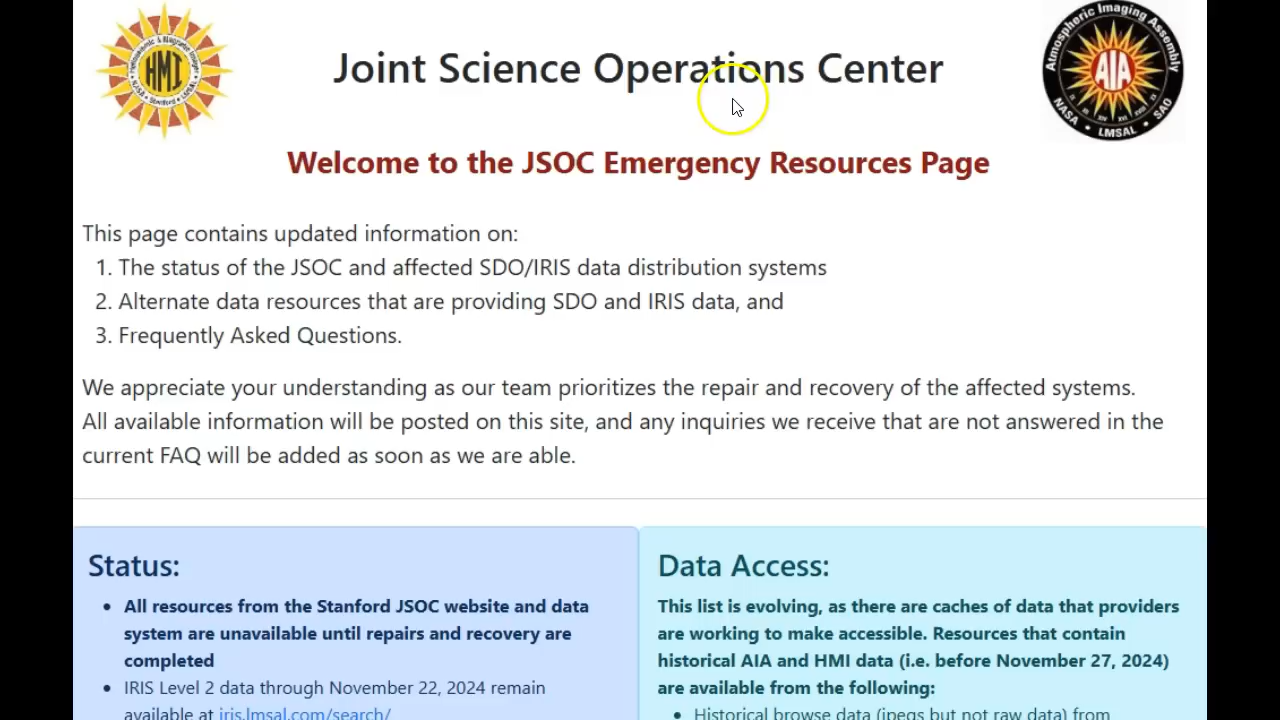 Joint Science Operations Center
HMI
Atmospheric Imaging Assembly
AIA
NASA • LMSAL • SAO
Welcome to the JSOC Emergency Resources Page
This page contains updated information on:
1. The status of the JSOC and affected SDO/IRIS data distribution systems
2. Alternate data resources that are providing SDO and IRIS data, and
3. Frequently Asked Questions.
We appreciate your understanding as our team prioritizes the repair and recovery of the affected systems.
All available information will be posted on this site, and any inquiries we receive that are not answered in the
current FAQ will be added as soon as we are able.
Status:
• All resources from the Stanford JSOC website and data
system are unavailable until repairs and recovery are
completed
• IRIS Level 2 data through November 22, 2024 remain
available at iris.lmsal.com/search/
Data Access:
This list is evolving, as there are caches of data that providers
are working to make accessible. Resources that contain
historical AIA and HMI data (i.e. before November 27, 2024)
are available from the following:
• Historical browse data (jpegs but not raw data) from